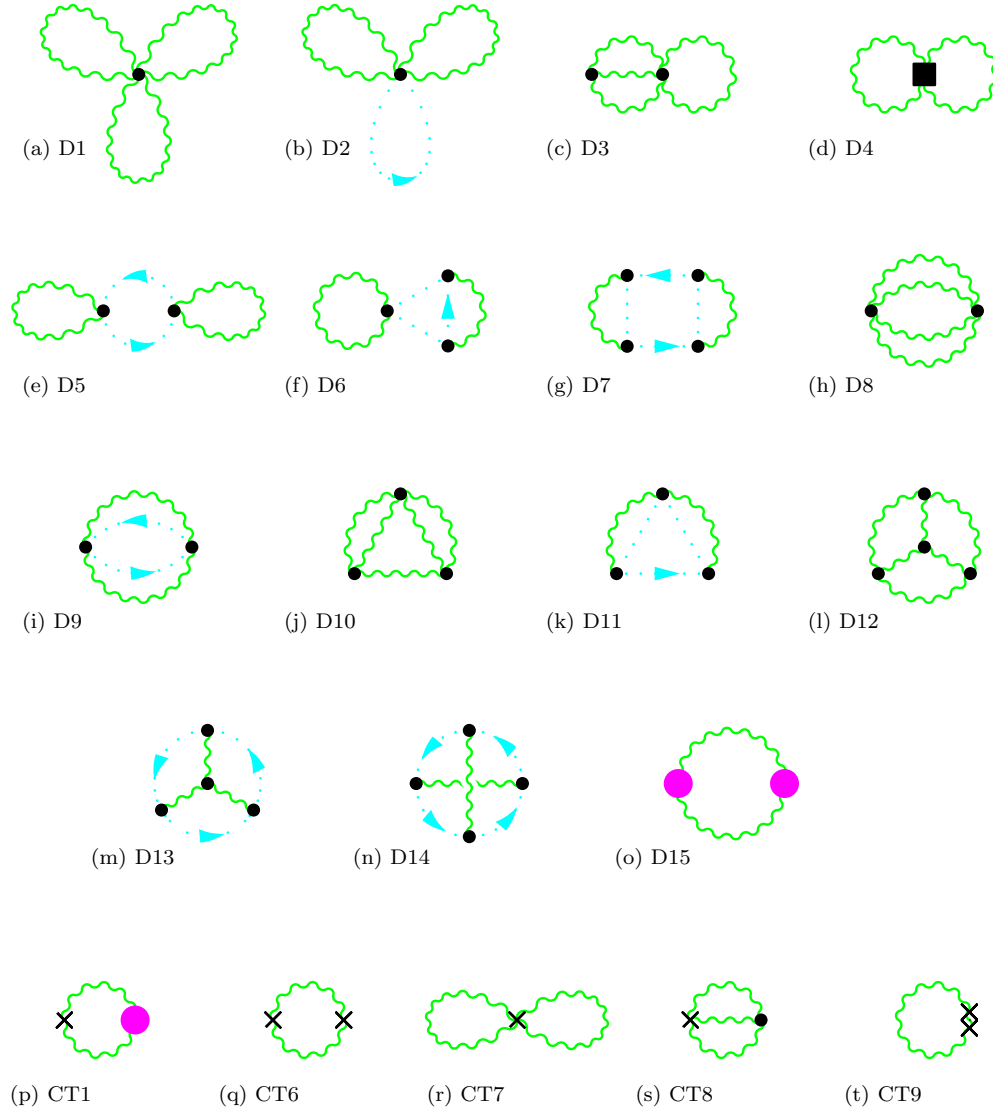 (a) D1
(b) D2
(c) D3
(d) D4
(e) D5
(f) D6
(g) D7
(h) D8
(i) D9
(j) D10
(k) D11
(l) D12
(m) D13
(n) D14
(o) D15
(p) CT1
(q) CT6
(r) CT7
(s) CT8
(t) CT9